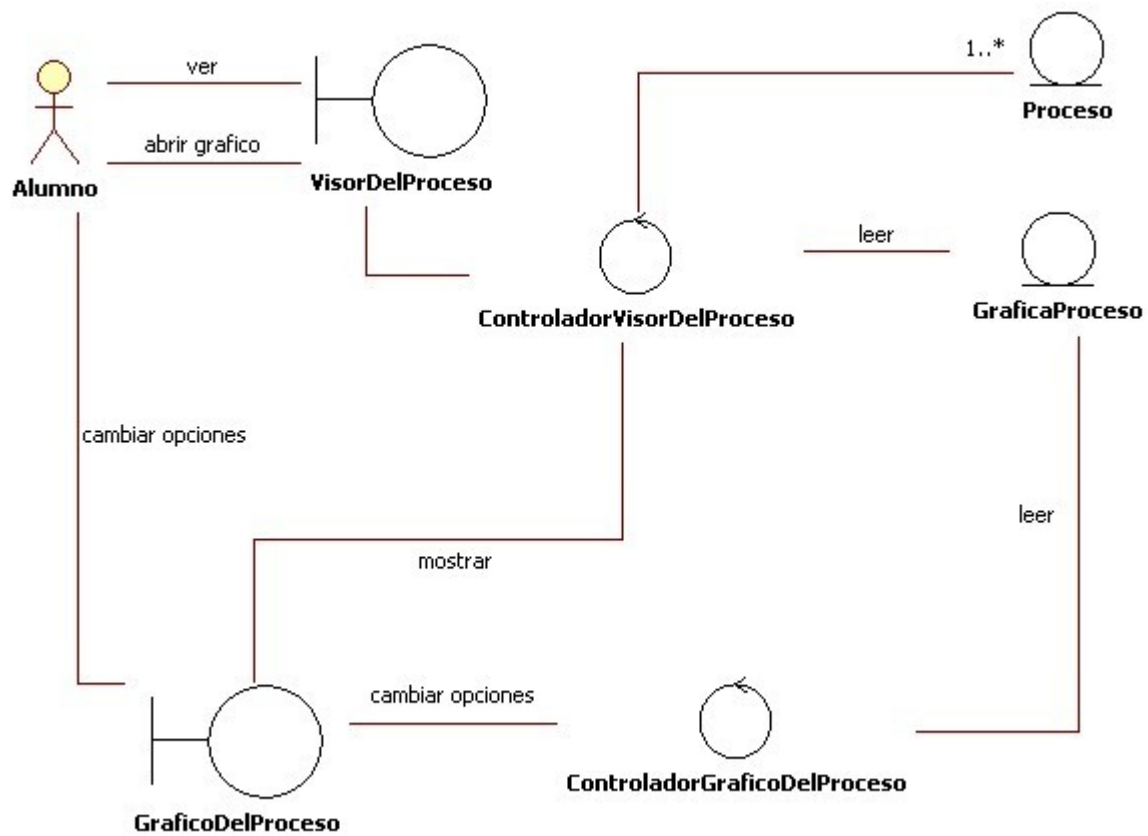 ver
1..*
Proceso
abrir grafico
Alumno
VisorDelProceso
leer
ControladorVisorDelProceso
GraficaProceso
cambiar opciones
leer
mostrar
cambiar opciones
ControladorGraficoDelProceso
GraficoDelProceso